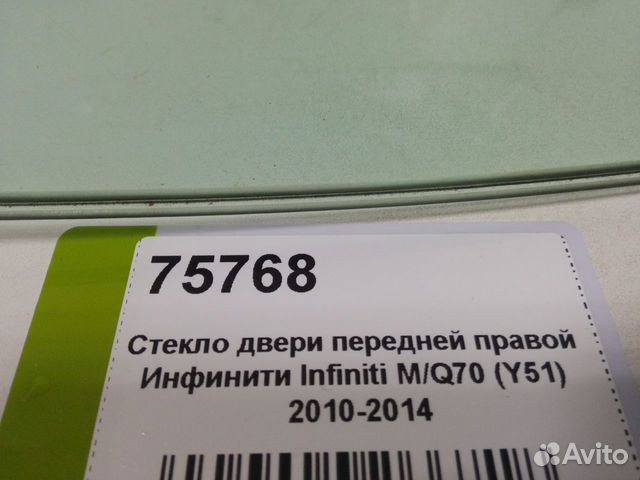 75768
Стекло двери передней правой
Инфинити Infiniti M/Q70 (Y51)
2010-2014
Avito